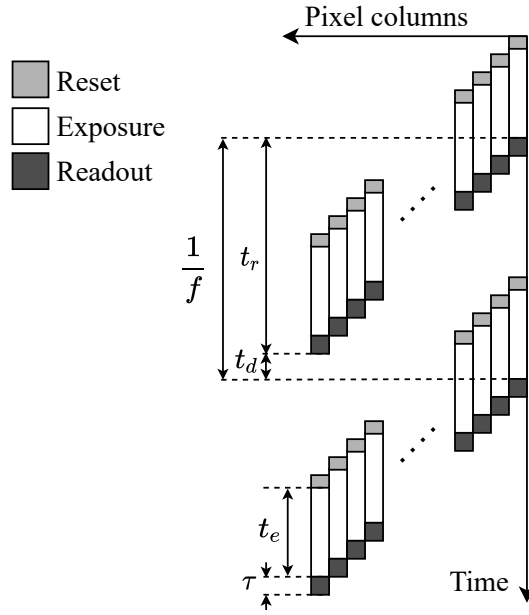 Pixel columns
Reset
Exposure
Readout
1
f
t_r
t_d
t_e
τ
Time